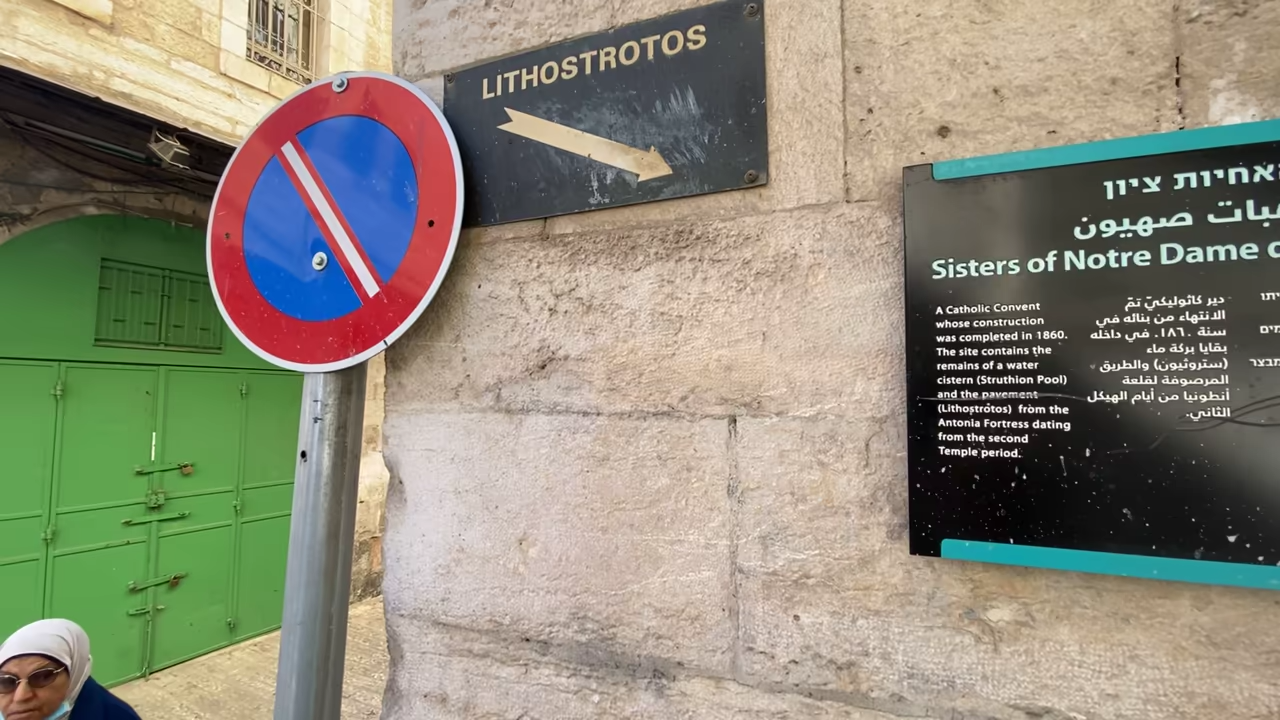 LITHOSTROTOS
האחיות ציון
صهيون
Sisters of Notre Dame
A Catholic Convent
whose construction
was completed in 1860.
The site contains the
remains of a water
cistern (Struthion Pool)
and the pavement
(Lithostrotos) from the
Antonia Fortress dating
from the second
Temple period.
دير كاثوليكيّ تمّ
الانتهاء من بنائه في
سنة ١٨٦٠. في داخله
بقايا بركة ماء
(ستروثيون) والطريق
المرصوفة لقلعة
أنطونيا من أيام الهيكل
الثاني.